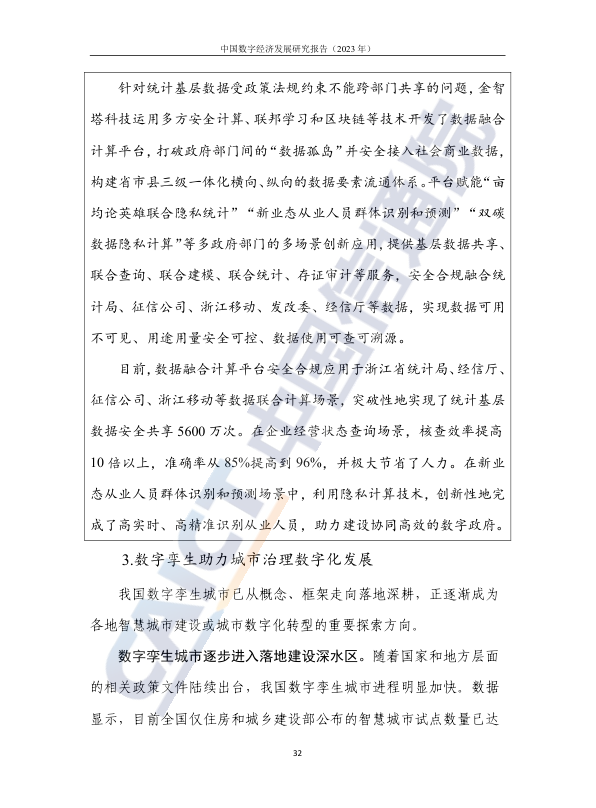 中国数字经济发展研究报告（2023 年）
针对统计基层数据受政策法规约束不能跨部门共享的问题，金智
塔科技运用多方安全计算、联邦学习和区块链等技术开发了数据融合
计算平台，打破政府部门间的“数据孤岛”并安全接入社会商业数据，
构建省市县三级一体化横向、纵向的数据要素流通体系。平台赋能“亩
均论英雄联合隐私统计”“新业态从业人员群体识别和预测”“双碳
数据隐私计算”等多政府部门的多场景创新应用，提供基层数据共享、
联合查询、联合建模、联合统计、存证审计等服务，安全合规融合统
计局、征信公司、浙江移动、发改委、经信厅等数据，实现数据可用
不可见、用途用量安全可控、数据使用可查可溯源。
目前，数据融合计算平台安全合规应用于浙江省统计局、经信厅、
征信公司、浙江移动等数据联合计算场景，突破性地实现了统计基层
数据安全共享 5600 万次。在企业经营状态查询场景，核查效率提高
10 倍以上，准确率从 85%提高到 96%，并极大节省了人力。在新业
态从业人员群体识别和预测场景中，利用隐私计算技术，创新性地完
成了高实时、高精准识别从业人员，助力建设协同高效的数字政府。
3.数字孪生助力城市治理数字化发展
我国数字孪生城市已从概念、框架走向落地深耕，正逐渐成为
各地智慧城市建设或城市数字化转型的重要探索方向。
数字孪生城市逐步进入落地建设深水区。随着国家和地方层面
的相关政策文件陆续出台，我国数字孪生城市进程明显加快。数据
显示，目前全国仅住房和城乡建设部公布的智慧城市试点数量已达
32
CAICT 中国信通院